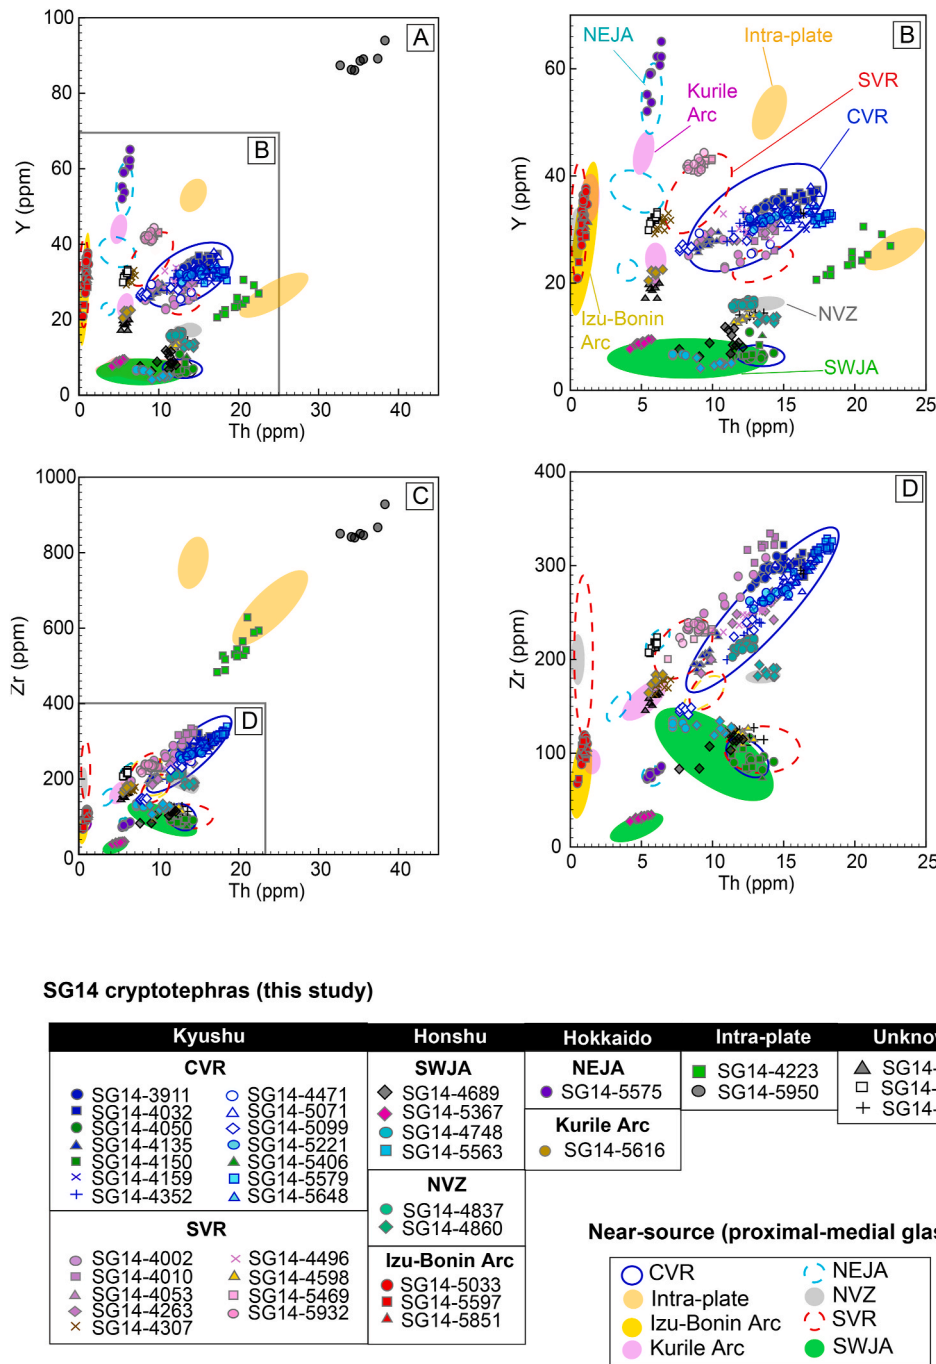 A
100
80
60
40
20
0
Y (ppm)
B
0
10
20
30
40
Th (ppm)
B
60
40
20
0
Y (ppm)
NEJA
Intra-plate
Kurile
Arc
SVR
CVR
Izu-Bonin
Arc
NVZ
SWJA
0
5
10
15
20
25
Th (ppm)
C
1000
800
600
400
200
0
Zr (ppm)
D
0
10
20
30
40
Th (ppm)
D
400
300
200
100
0
Zr (ppm)
0
5
10
15
20
25
Th (ppm)
SG14 cryptotephras (this study)
Kyushu
CVR
SG14-3911
SG14-4032
SG14-4050
SG14-4135
SG14-4150
SG14-4159
SG14-4352
SG14-4471
SG14-5071
SG14-5099
SG14-5221
SG14-5406
SG14-5579
SG14-5648
SVR
SG14-4002
SG14-4010
SG14-4053
SG14-4263
SG14-4307
SG14-4496
SG14-4598
SG14-5469
SG14-5932
Honshu
SWJA
SG14-4689
SG14-5367
SG14-4748
SG14-5563
NVZ
SG14-4837
SG14-4860
Izu-Bonin Arc
SG14-5033
SG14-5597
SG14-5851
Hokkaido
NEJA
SG14-5575
Kurile Arc
SG14-5616
Intra-plate
SG14-4223
SG14-5950
Unknow
SG14-
SG14-
SG14-
Near-source (proximal-medial glas
CVR
Intra-plate
Izu-Bonin Arc
Kurile Arc
NEJA
NVZ
SVR
SWJA